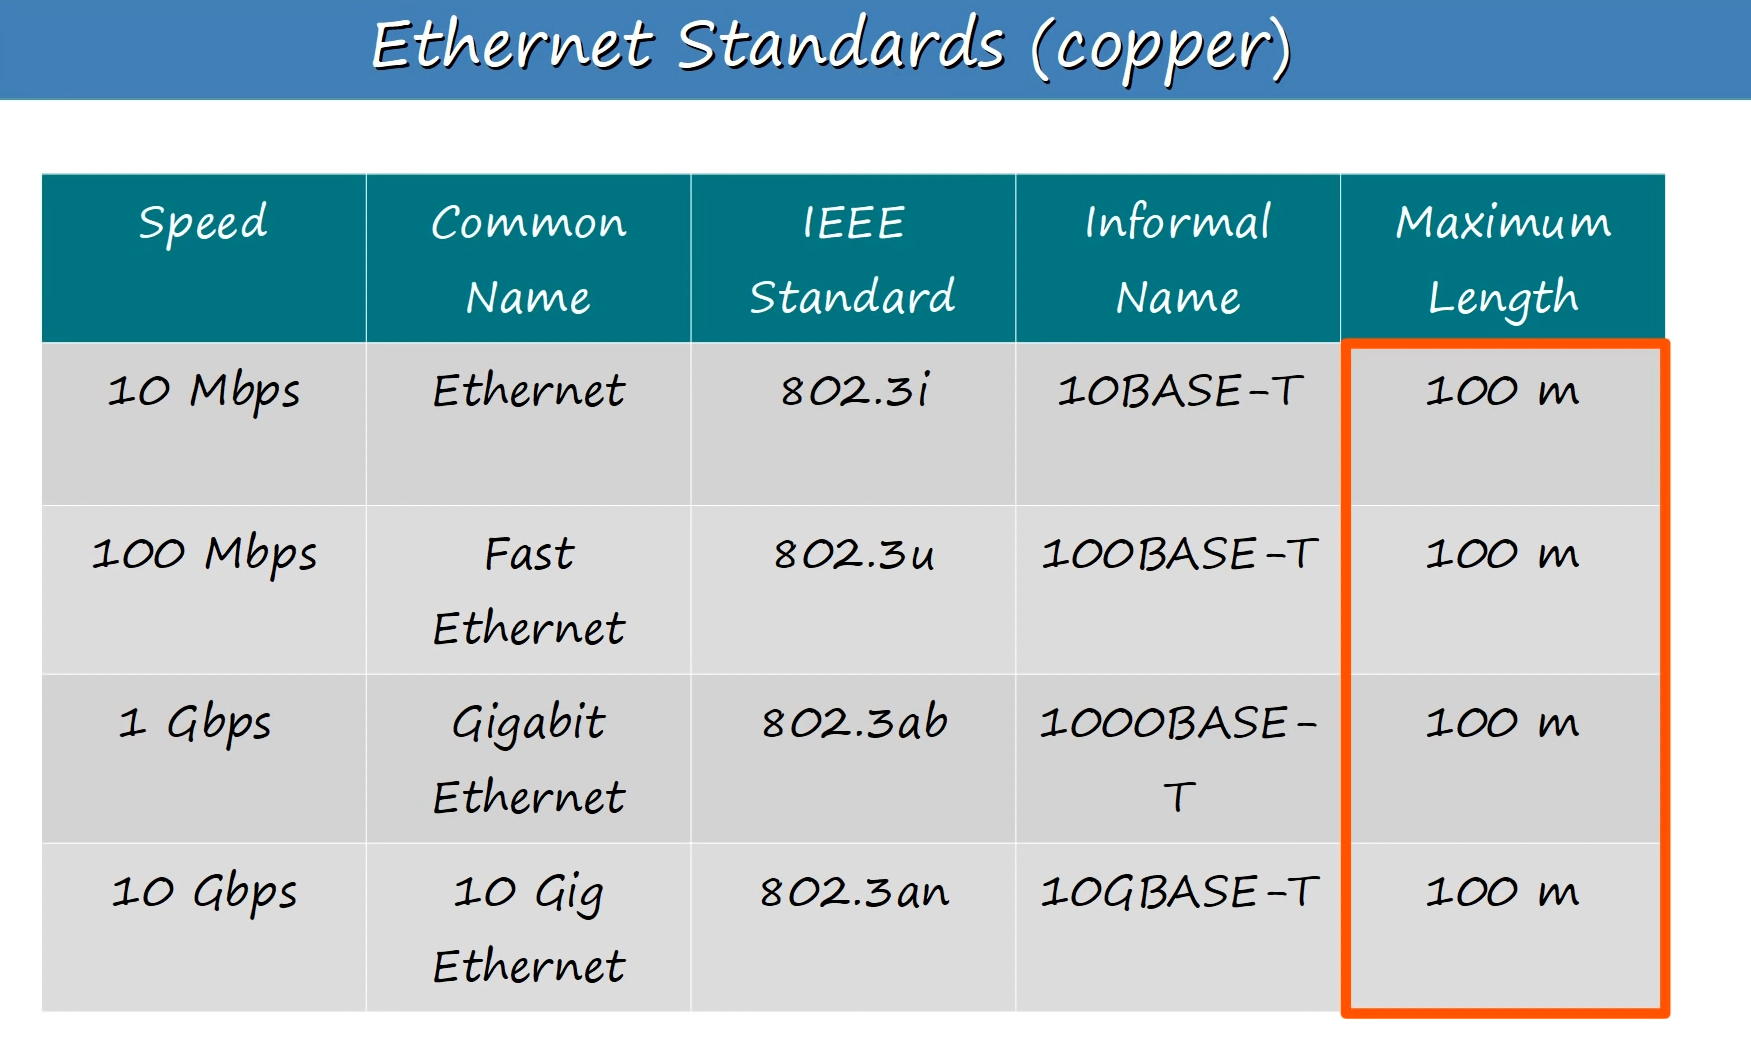 Ethernet Standards (copper)
Speed
Common
Name
IEEE
Standard
Informal
Name
Maximum
Length
10 Mbps
Ethernet
802.3i
10BASE-T
100 m
100 Mbps
Fast
Ethernet
802.3u
100BASE-T
100 m
1 Gbps
Gigabit
Ethernet
802.3ab
1000BASE-
T
100 m
10 Gbps
10 Gig
Ethernet
802.3an
10GBASE-T
100 m